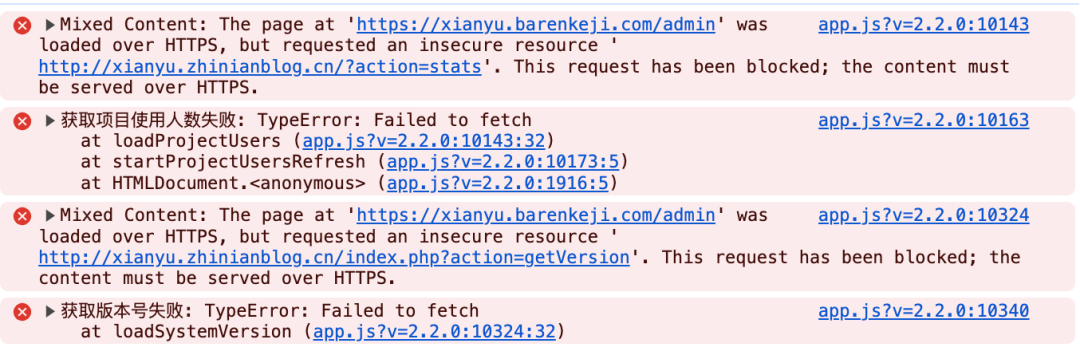 Mixed Content: The page at 'https://xianyu.barenkeji.com/admin' was app.js?v=2.2.0:10143
loaded over HTTPS, but requested an insecure resource '
http://xianyu.zhinianblog.cn/?action=stats'. This request has been blocked; the content must
be served over HTTPS.
获取项目使用人数失败: TypeError: Failed to fetch app.js?v=2.2.0:10163
at loadProjectUsers (app.js?v=2.2.0:10143:32)
at startProjectUsersRefresh (app.js?v=2.2.0:10173:5)
at HTMLDocument.<anonymous> (app.js?v=2.2.0:1916:5)
Mixed Content: The page at 'https://xianyu.barenkeji.com/admin' was app.js?v=2.2.0:10324
loaded over HTTPS, but requested an insecure resource '
http://xianyu.zhinianblog.cn/index.php?action=getVersion'. This request has been blocked; the
content must be served over HTTPS.
获取版本号失败: TypeError: Failed to fetch app.js?v=2.2.0:10340
at loadSystemVersion (app.js?v=2.2.0:10324:32)